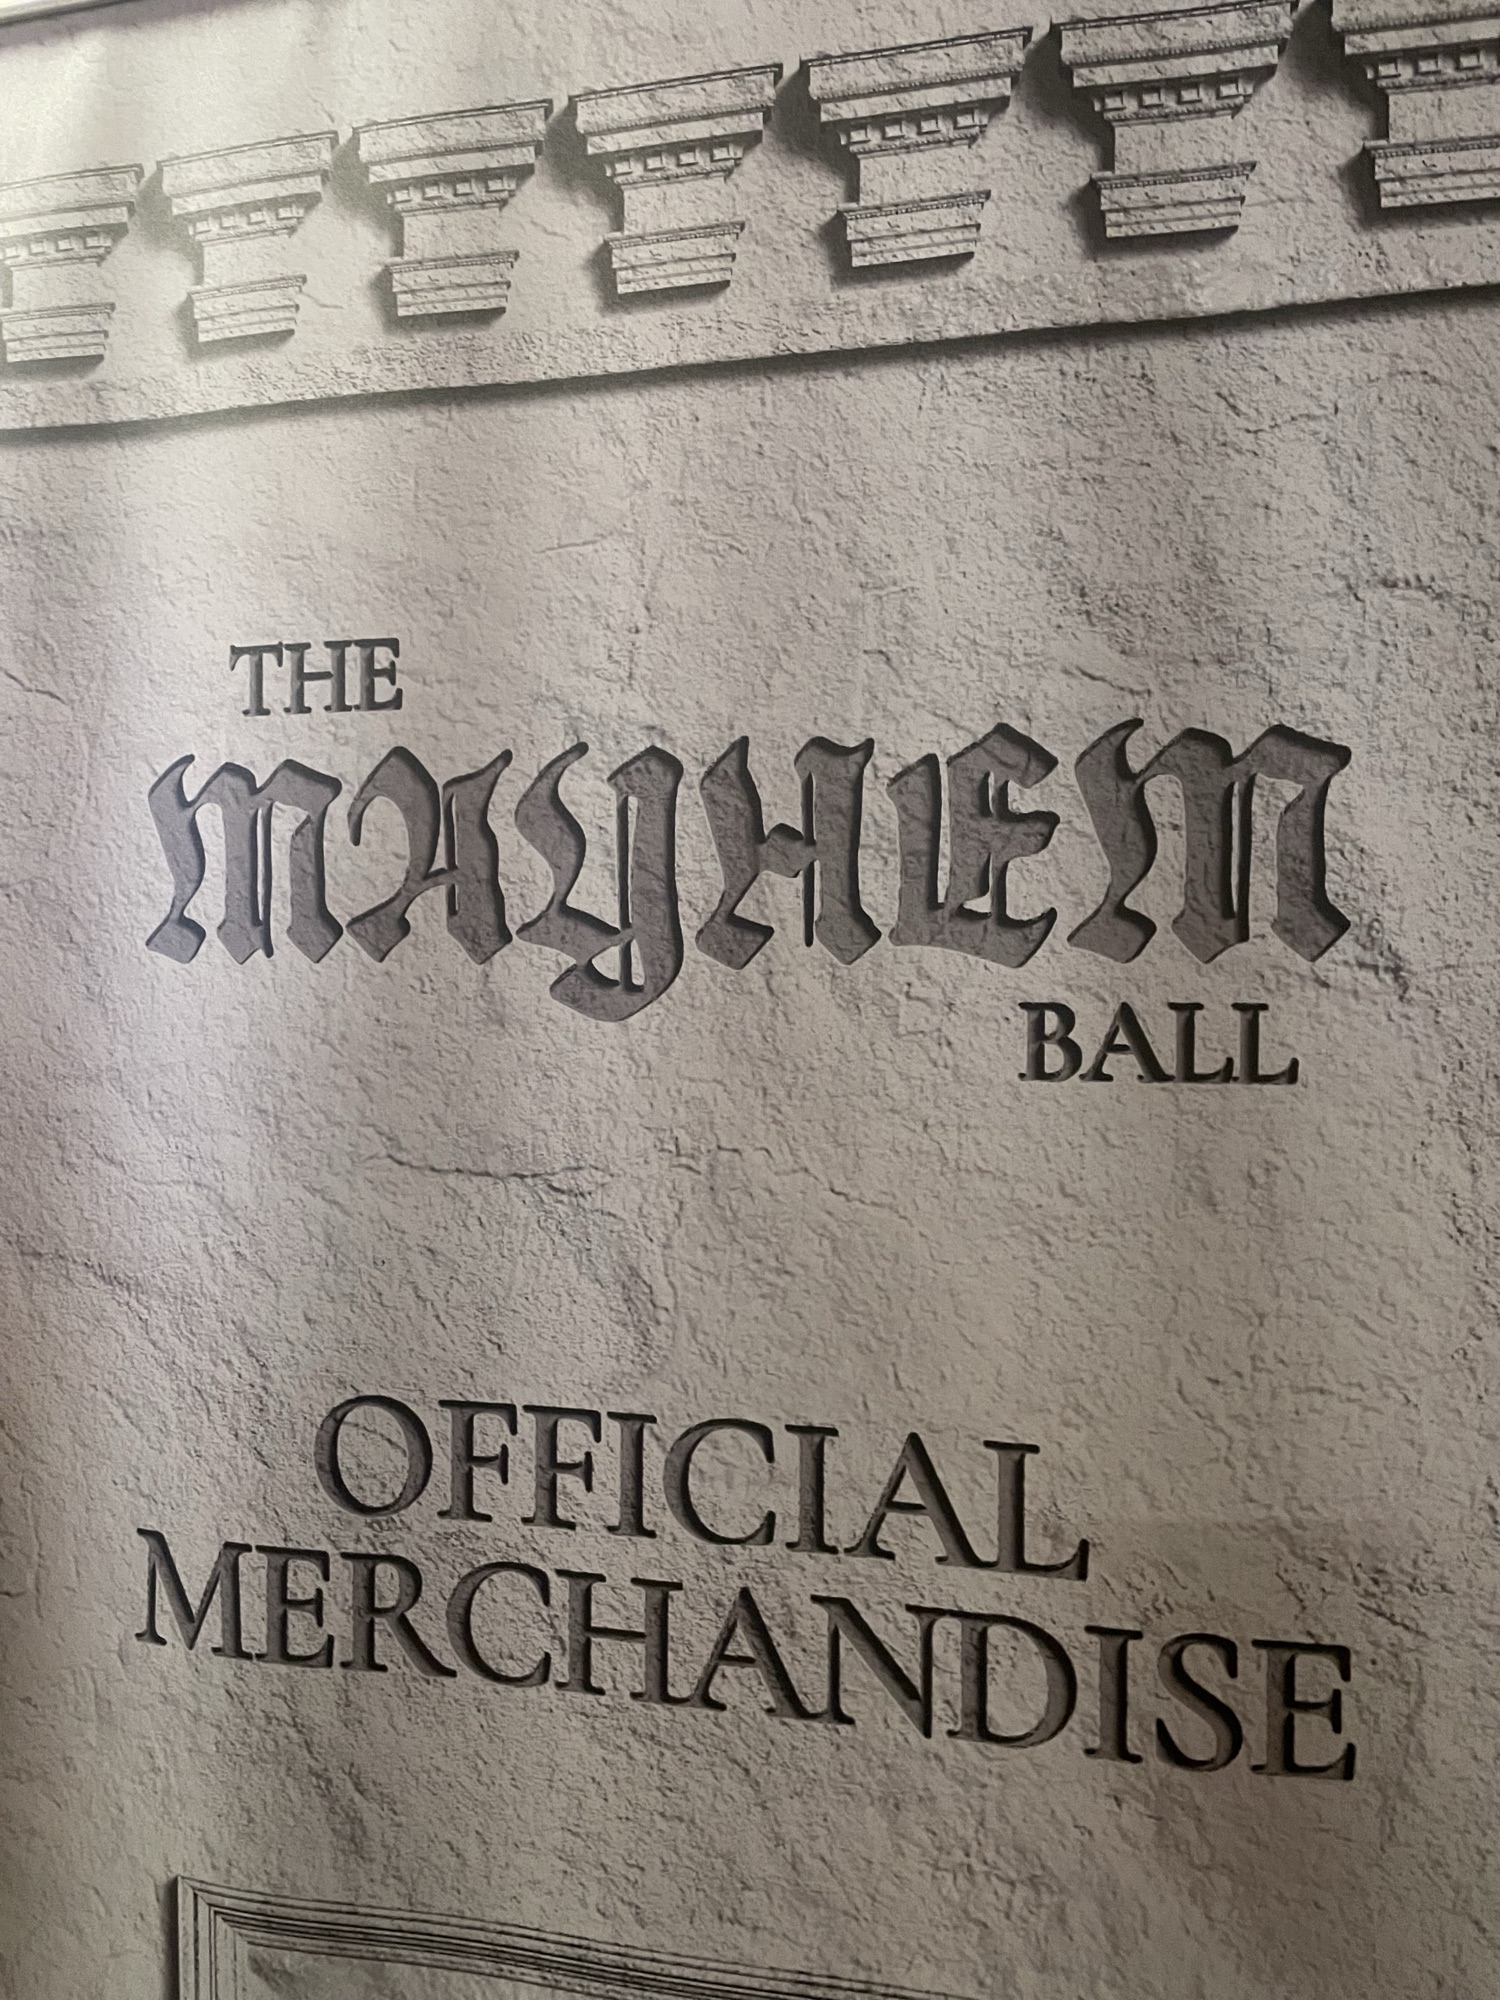 THE
MAYHEM
BALL
OFFICIAL
MERCHANDISE